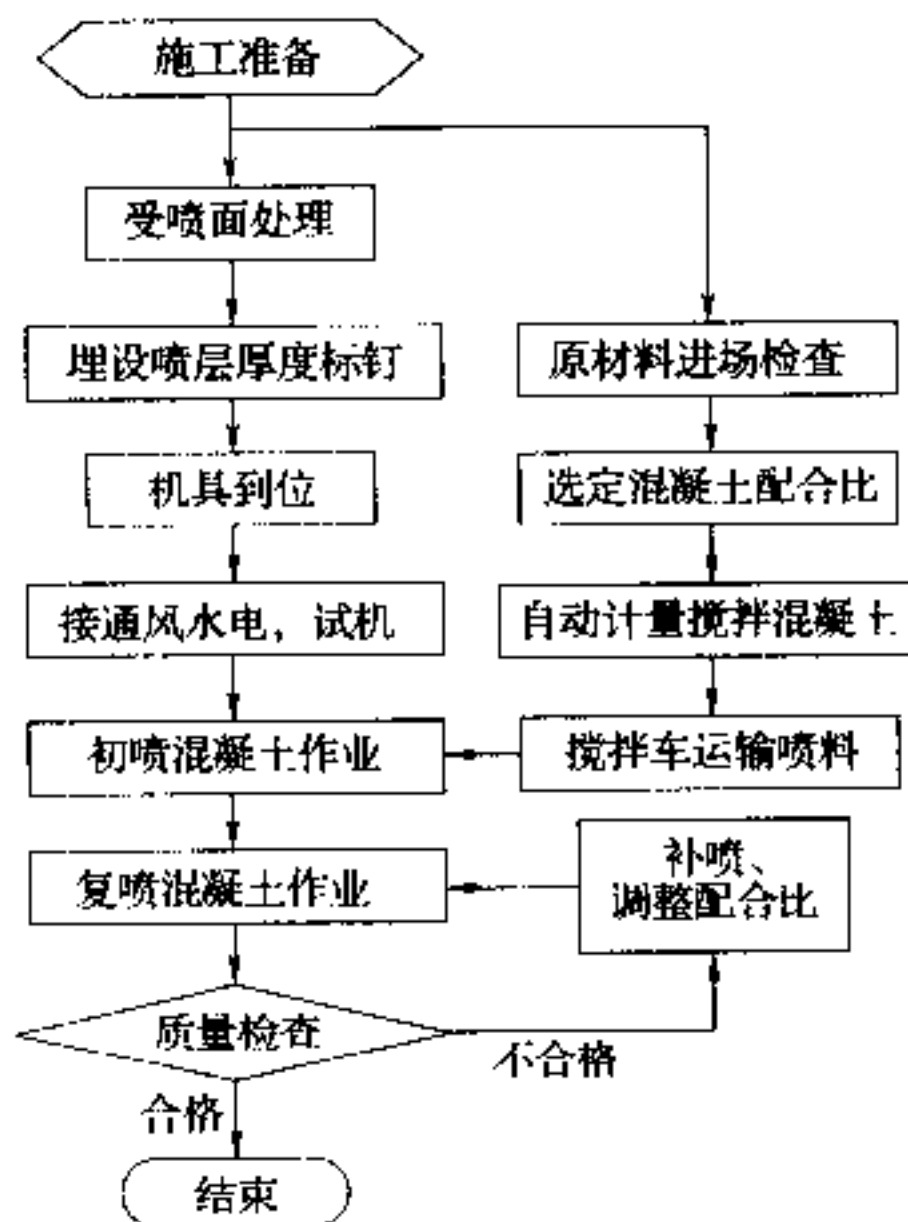 施工准备
受喷面处理
埋设喷层厚度标钉
原材料进场检查
机具到位
选定混凝土配合比
接通风水电，试机
自动计量搅拌混凝土
初喷混凝土作业
搅拌车运输喷料
复喷混凝土作业
补喷、
调整配合比
质量检查
不合格
合格
结束